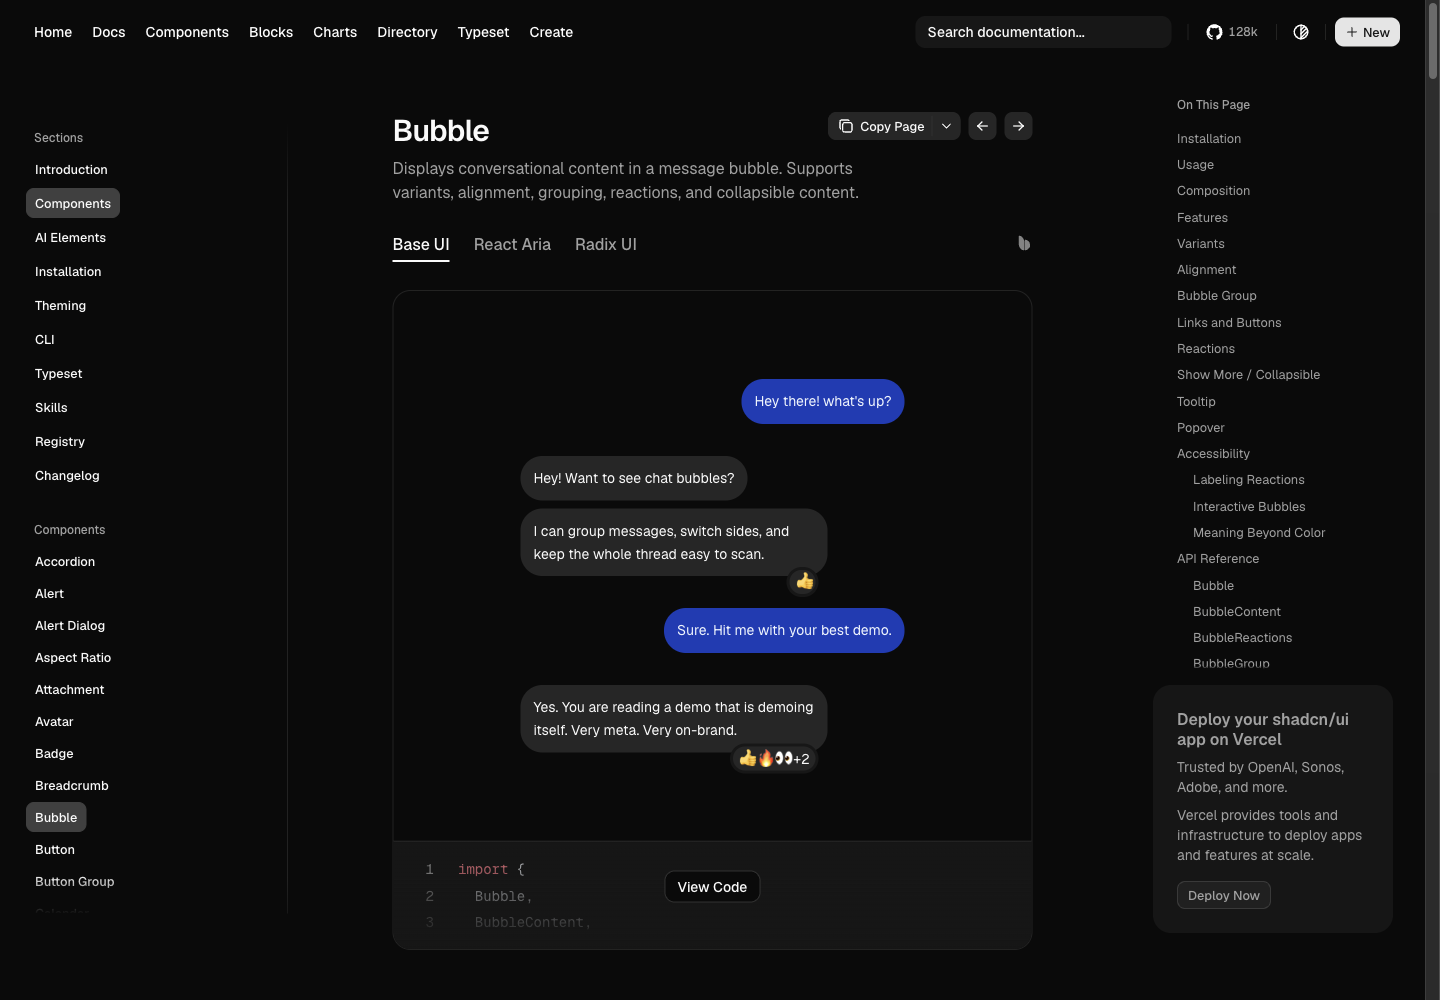 Home Docs Components Blocks Charts Directory Typeset Create
Search documentation...
128k
New
Sections
Introduction
Components
AI Elements
Installation
Theming
CLI
Typeset
Skills
Registry
Changelog
Components
Accordion
Alert
Alert Dialog
Aspect Ratio
Attachment
Avatar
Badge
Breadcrumb
Bubble
Button
Button Group
Calendar
Bubble
Copy Page
Displays conversational content in a message bubble. Supports
variants, alignment, grouping, reactions, and collapsible content.
Base UI React Aria Radix UI
Hey there! what's up?
Hey! Want to see chat bubbles?
I can group messages, switch sides, and
keep the whole thread easy to scan.
👍
Sure. Hit me with your best demo.
Yes. You are reading a demo that is demoing
itself. Very meta. Very on-brand.
👍🔥👀+2
1 import {
2 Bubble,
3 BubbleContent,
View Code
On This Page
Installation
Usage
Composition
Features
Variants
Alignment
Bubble Group
Links and Buttons
Reactions
Show More / Collapsible
Tooltip
Popover
Accessibility
Labeling Reactions
Interactive Bubbles
Meaning Beyond Color
API Reference
Bubble
BubbleContent
BubbleReactions
BubbleGroup
Deploy your shadcn/ui
app on Vercel
Trusted by OpenAI, Sonos,
Adobe, and more.
Vercel provides tools and
infrastructure to deploy apps
and features at scale.
Deploy Now